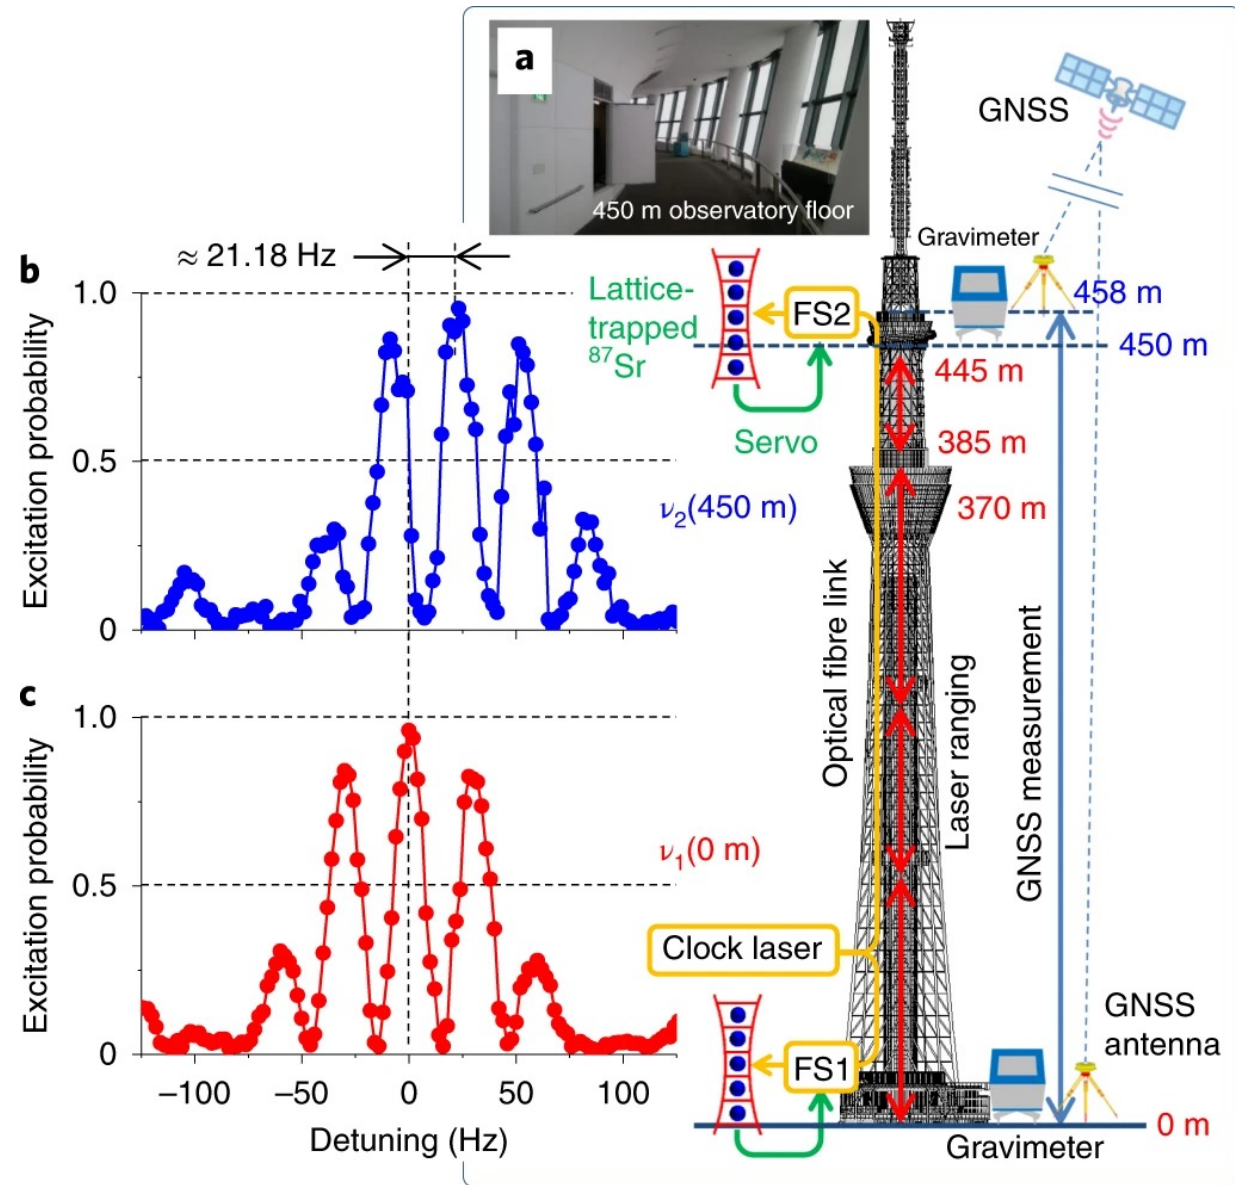 a
450 m observatory floor
GNSS
Gravimeter
458 m
450 m
445 m
385 m
370 m
Lattice-
trapped
⁸⁷Sr
FS2
Servo
b
≈ 21.18 Hz
Excitation probability
1.0
0.5
0
ν₂(450 m)
Optical fibre link
Laser ranging
GNSS measurement
c
Excitation probability
1.0
0.5
0
ν₁(0 m)
−100
−50
0
50
100
Detuning (Hz)
Clock laser
FS1
GNSS
antenna
0 m
Gravimeter